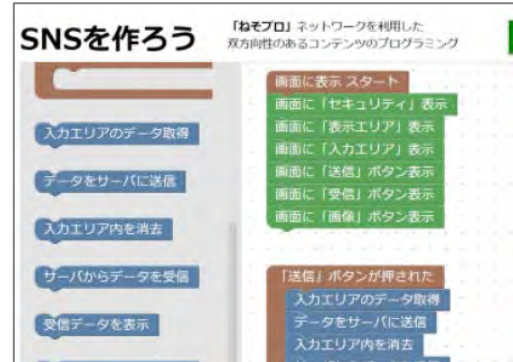 SNSを作ろう
「ねそプロ」ネットワークを利用した
双方向性のあるコンテンツのプログラミング
入力エリアのデータ取得
データをサーバに送信
入力エリア内を消去
サーバからデータを受信
受信データを表示
画面に表示 スタート
画面に「セキュリティ」表示
画面に「表示エリア」表示
画面に「入力エリア」表示
画面に「送信」ボタン表示
画面に「受信」ボタン表示
画面に「画像」ボタン表示
「送信」ボタンが押された
入力エリアのデータ取得
データをサーバに送信
入力エリア内を消去